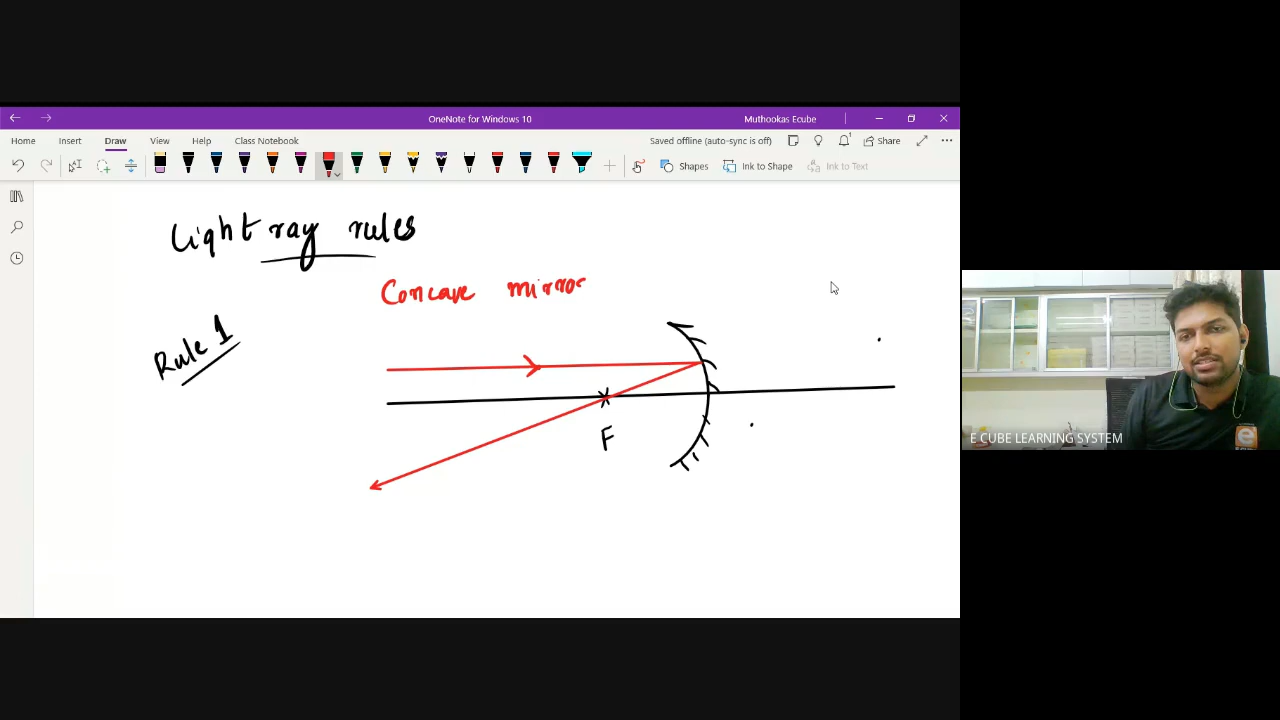 OneNote for Windows 10
Muthookas Ecube
Home Insert Draw View Help Class Notebook
Saved offline (auto-sync is off)
Share
Shapes
Ink to Shape
Ink to Text
Light ray rules
Concave mirror
Rule 1
F
E CUBE LEARNING SYSTEM
e